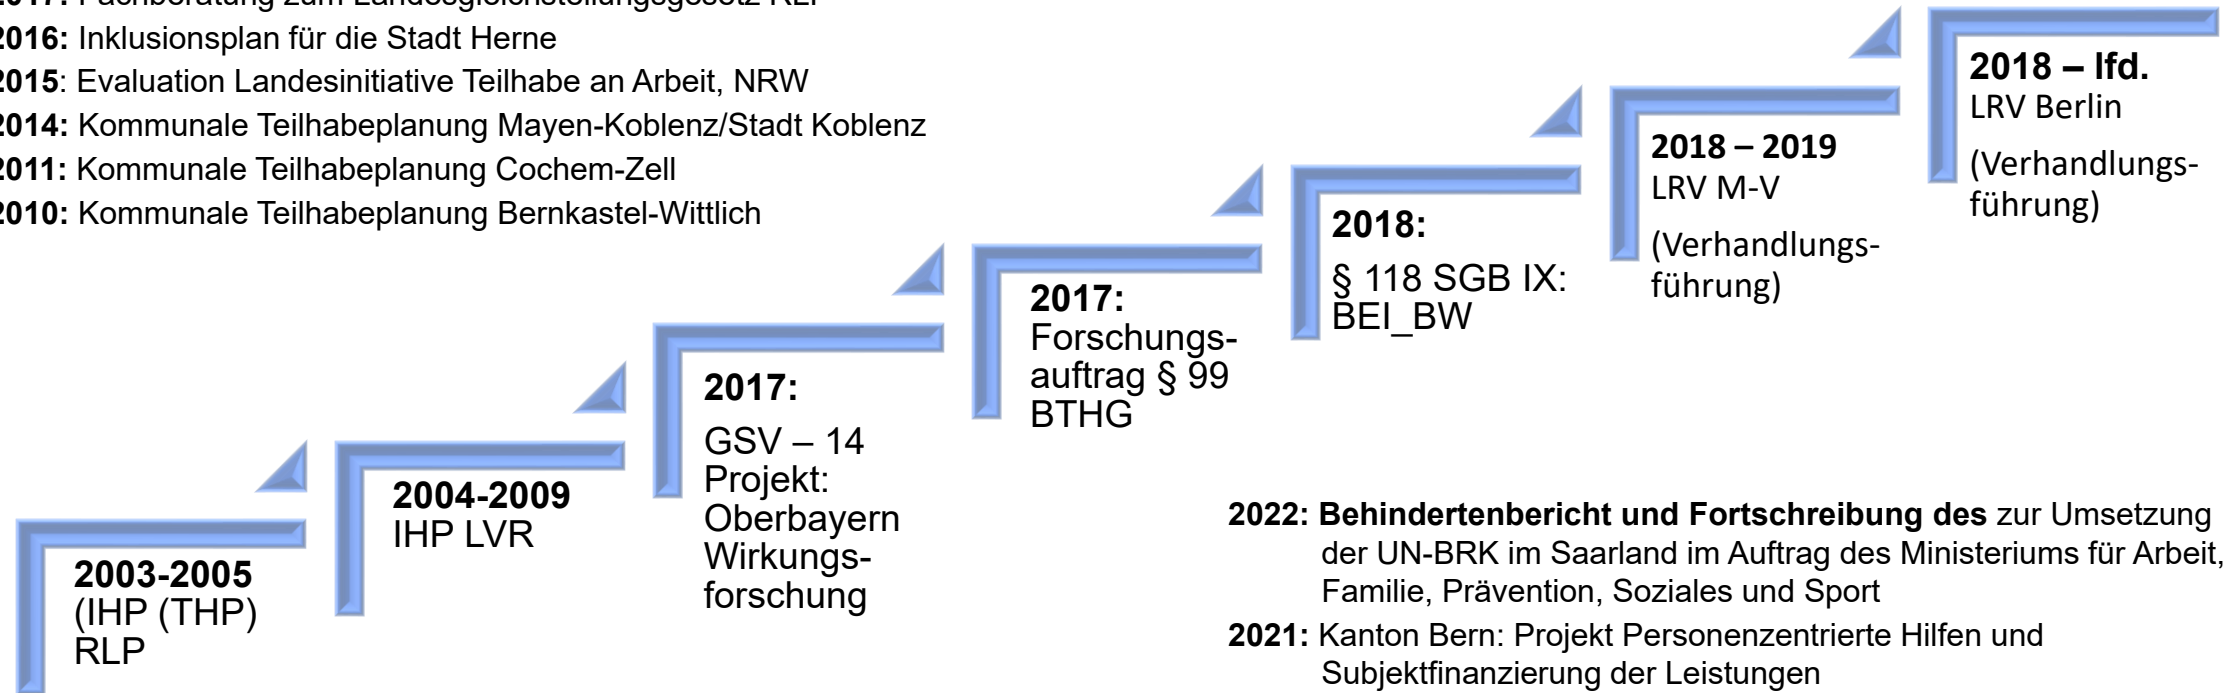 2017: Fachberatung zum Landesgleichstellungsgesetz RLP
2016: Inklusionsplan für die Stadt Herne
2015: Evaluation Landesinitiative Teilhabe an Arbeit, NRW
2014: Kommunale Teilhabeplanung Mayen-Koblenz/Stadt Koblenz
2011: Kommunale Teilhabeplanung Cochem-Zell
2010: Kommunale Teilhabeplanung Bernkastel-Wittlich
2003-2005
(IHP (THP)
RLP
2004-2009
IHP LVR
2017:
GSV – 14
Projekt:
Oberbayern
Wirkungs-
forschung
2017:
Forschungs-
auftrag § 99
BTHG
2018:
§ 118 SGB IX:
BEI_BW
2018 – 2019
LRV M-V
(Verhandlungs-
führung)
2018 – lfd.
LRV Berlin
(Verhandlungs-
führung)
2022: Behindertenbericht und Fortschreibung des zur Umsetzung
der UN-BRK im Saarland im Auftrag des Ministeriums für Arbeit,
Familie, Prävention, Soziales und Sport
2021: Kanton Bern: Projekt Personenzentrierte Hilfen und
Subjektfinanzierung der Leistungen